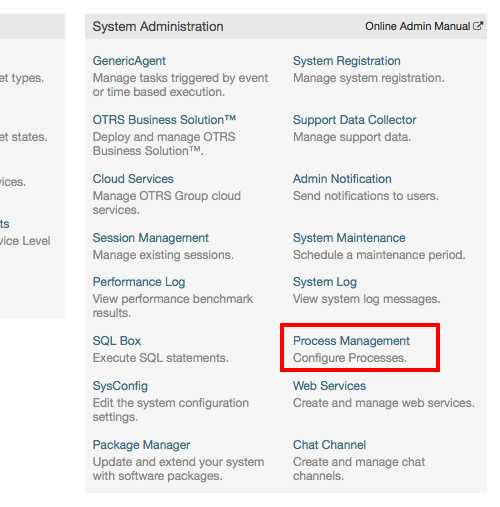 et types.
et states.
ices.
ts
vice Level
System Administration
Online Admin Manual
GenericAgent
Manage tasks triggered by event
or time based execution.
System Registration
Manage system registration.
OTRS Business Solution™
Deploy and manage OTRS
Business Solution™.
Support Data Collector
Manage support data.
Cloud Services
Manage OTRS Group cloud
services.
Admin Notification
Send notifications to users.
Session Management
Manage existing sessions.
System Maintenance
Schedule a maintenance period.
Performance Log
View performance benchmark
results.
System Log
View system log messages.
SQL Box
Execute SQL statements.
Process Management
Configure Processes.
SysConfig
Edit the system configuration
settings.
Web Services
Create and manage web services.
Package Manager
Update and extend your system
with software packages.
Chat Channel
Create and manage chat
channels.